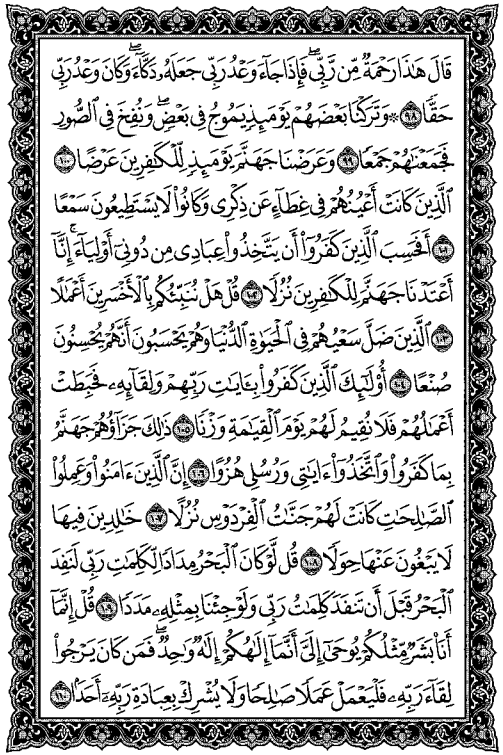 قَالَ هَٰذَا رَحْمَةٌ مِّن رَّبِّي ۖ فَإِذَا جَآءَ وَعْدُ رَبِّي جَعَلَهُۥ دَكَّآءَ ۖ وَكَانَ وَعْدُ رَبِّي
حَقًّا ٩٨ ۞ وَتَرَكْنَا بَعْضَهُمْ يَوْمَئِذٍ يَمُوجُ فِي بَعْضٍ ۖ وَنُفِخَ فِي ٱلصُّورِ
فَجَمَعْنَٰهُمْ جَمْعًا ٩٩ وَعَرَضْنَا جَهَنَّمَ يَوْمَئِذٍ لِّلْكَٰفِرِينَ عَرْضًا ١٠٠
ٱلَّذِينَ كَانَتْ أَعْيُنُهُمْ فِي غِطَآءٍ عَن ذِكْرِي وَكَانُوا۟ لَا يَسْتَطِيعُونَ سَمْعًا
١٠١ أَفَحَسِبَ ٱلَّذِينَ كَفَرُوٓا۟ أَن يَتَّخِذُوا۟ عِبَادِي مِن دُونِيٓ أَوْلِيَآءَ ۚ إِنَّآ
أَعْتَدْنَا جَهَنَّمَ لِلْكَٰفِرِينَ نُزُلًا ١٠٢ قُلْ هَلْ نُنَبِّئُكُم بِٱلْأَخْسَرِينَ أَعْمَٰلًا
١٠٣ ٱلَّذِينَ ضَلَّ سَعْيُهُمْ فِي ٱلْحَيَوٰةِ ٱلدُّنْيَا وَهُمْ يَحْسَبُونَ أَنَّهُمْ يُحْسِنُونَ
صُنْعًا ١٠٤ أُو۟لَٰٓئِكَ ٱلَّذِينَ كَفَرُوا۟ بِـَٔايَٰتِ رَبِّهِمْ وَلِقَآئِهِۦ فَحَبِطَتْ
أَعْمَٰلُهُمْ فَلَا نُقِيمُ لَهُمْ يَوْمَ ٱلْقِيَٰمَةِ وَزْنًا ١٠٥ ذَٰلِكَ جَزَآؤُهُمْ جَهَنَّمُ
بِمَا كَفَرُوا۟ وَٱتَّخَذُوٓا۟ ءَايَٰتِي وَرُسُلِي هُزُوًا ١٠٦ إِنَّ ٱلَّذِينَ ءَامَنُوا۟ وَعَمِلُوا۟
ٱلصَّٰلِحَٰتِ كَانَتْ لَهُمْ جَنَّٰتُ ٱلْفِرْدَوْسِ نُزُلًا ١٠٧ خَٰلِدِينَ فِيهَا
لَا يَبْغُونَ عَنْهَا حِوَلًا ١٠٨ قُل لَّوْ كَانَ ٱلْبَحْرُ مِدَادًا لِّكَلِمَٰتِ رَبِّي لَنَفِدَ
ٱلْبَحْرُ قَبْلَ أَن تَنفَدَ كَلِمَٰتُ رَبِّي وَلَوْ جِئْنَا بِمِثْلِهِۦ مَدَدًا ١٠٩ قُلْ إِنَّمَآ
أَنَا۠ بَشَرٌ مِّثْلُكُمْ يُوحَىٰٓ إِلَيَّ أَنَّمَآ إِلَٰهُكُمْ إِلَٰهٌ وَٰحِدٌ ۖ فَمَن كَانَ يَرْجُوا۟
لِقَآءَ رَبِّهِۦ فَلْيَعْمَلْ عَمَلًا صَٰلِحًا وَلَا يُشْرِكْ بِعِبَادَةِ رَبِّهِۦٓ أَحَدًۢا ١١٠